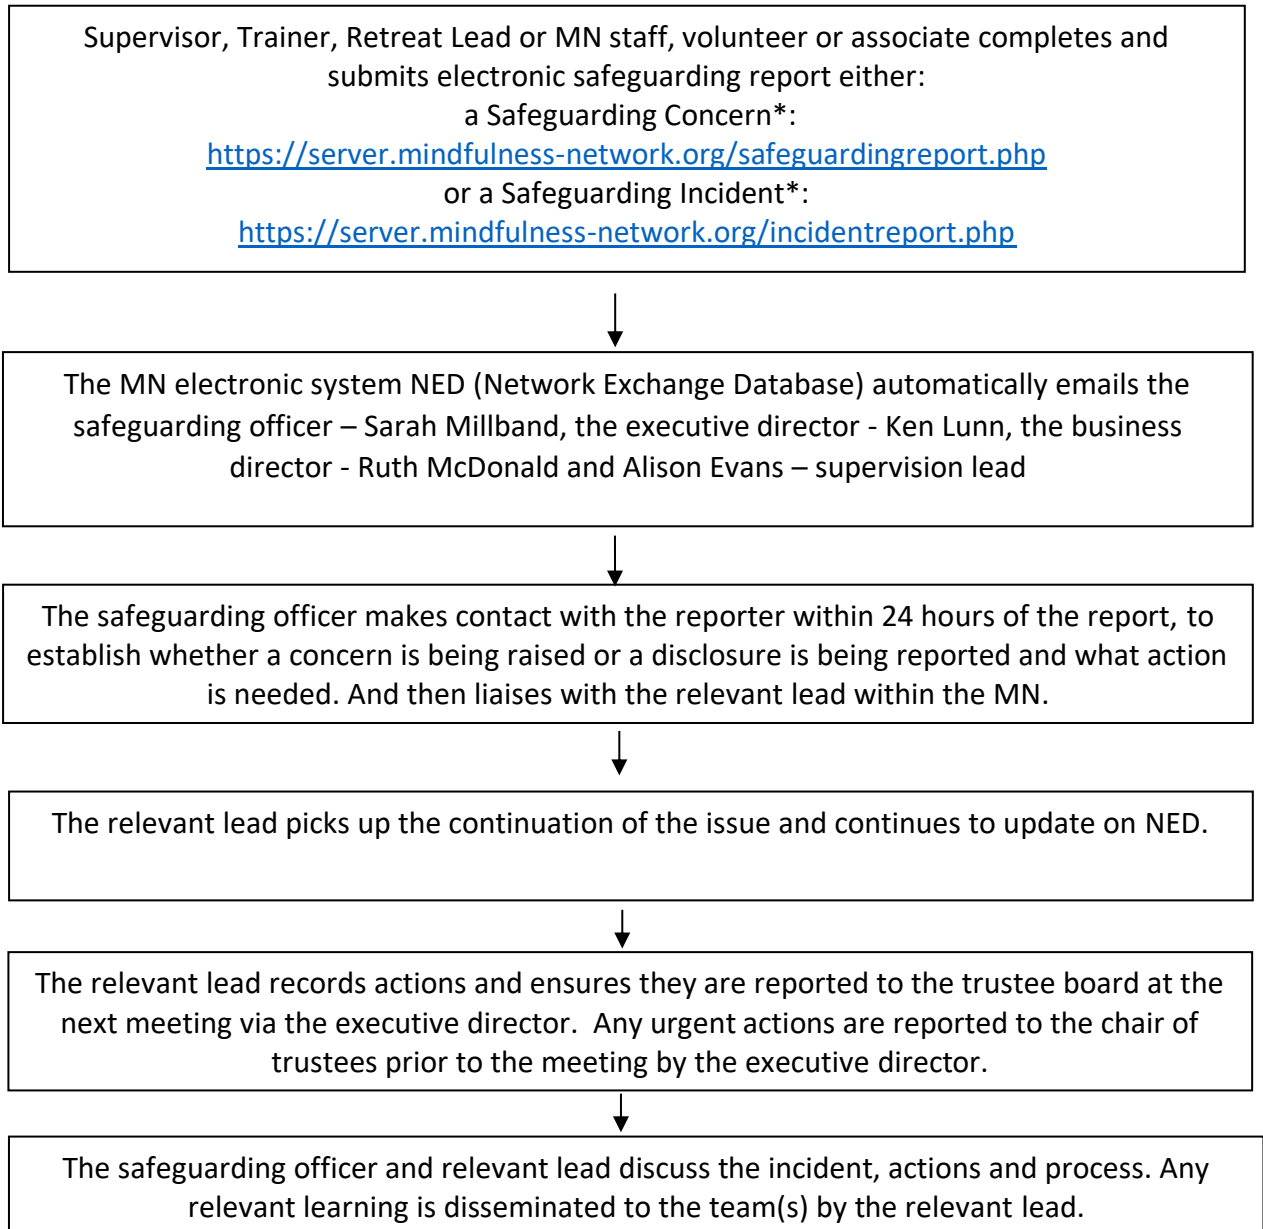 Supervisor, Trainer, Retreat Lead or MN staff, volunteer or associate completes and
submits electronic safeguarding report either:
a Safeguarding Concern*:
https://server.mindfulness-network.org/safeguardingreport.php
or a Safeguarding Incident*:
https://server.mindfulness-network.org/incidentreport.php
The MN electronic system NED (Network Exchange Database) automatically emails the
safeguarding officer – Sarah Millband, the executive director - Ken Lunn, the business
director - Ruth McDonald and Alison Evans – supervision lead
The safeguarding officer makes contact with the reporter within 24 hours of the report, to
establish whether a concern is being raised or a disclosure is being reported and what action
is needed. And then liaises with the relevant lead within the MN.
The relevant lead picks up the continuation of the issue and continues to update on NED.
The relevant lead records actions and ensures they are reported to the trustee board at the
next meeting via the executive director.  Any urgent actions are reported to the chair of
trustees prior to the meeting by the executive director.
The safeguarding officer and relevant lead discuss the incident, actions and process. Any
relevant learning is disseminated to the team(s) by the relevant lead.